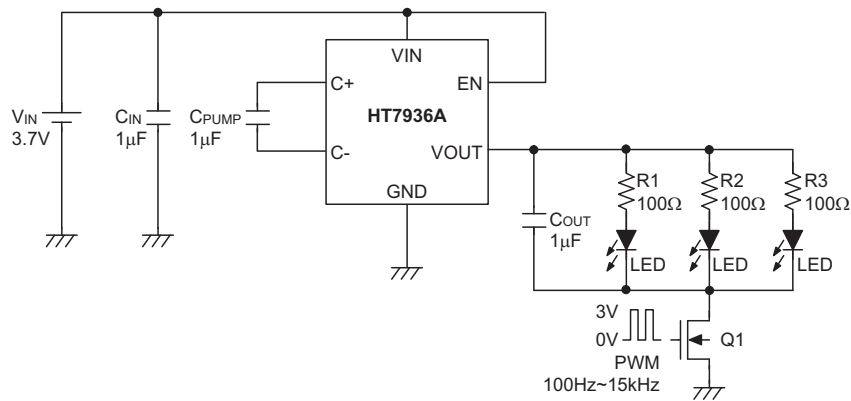 VIN
C+
EN
VIN
3.7V
CIN
1μF
CPUMP
1μF
HT7936A
C-
VOUT
GND
R1
100Ω
R2
100Ω
R3
100Ω
COUT
1μF
LED
LED
LED
3V
0V
PWM
100Hz~15kHz
Q1